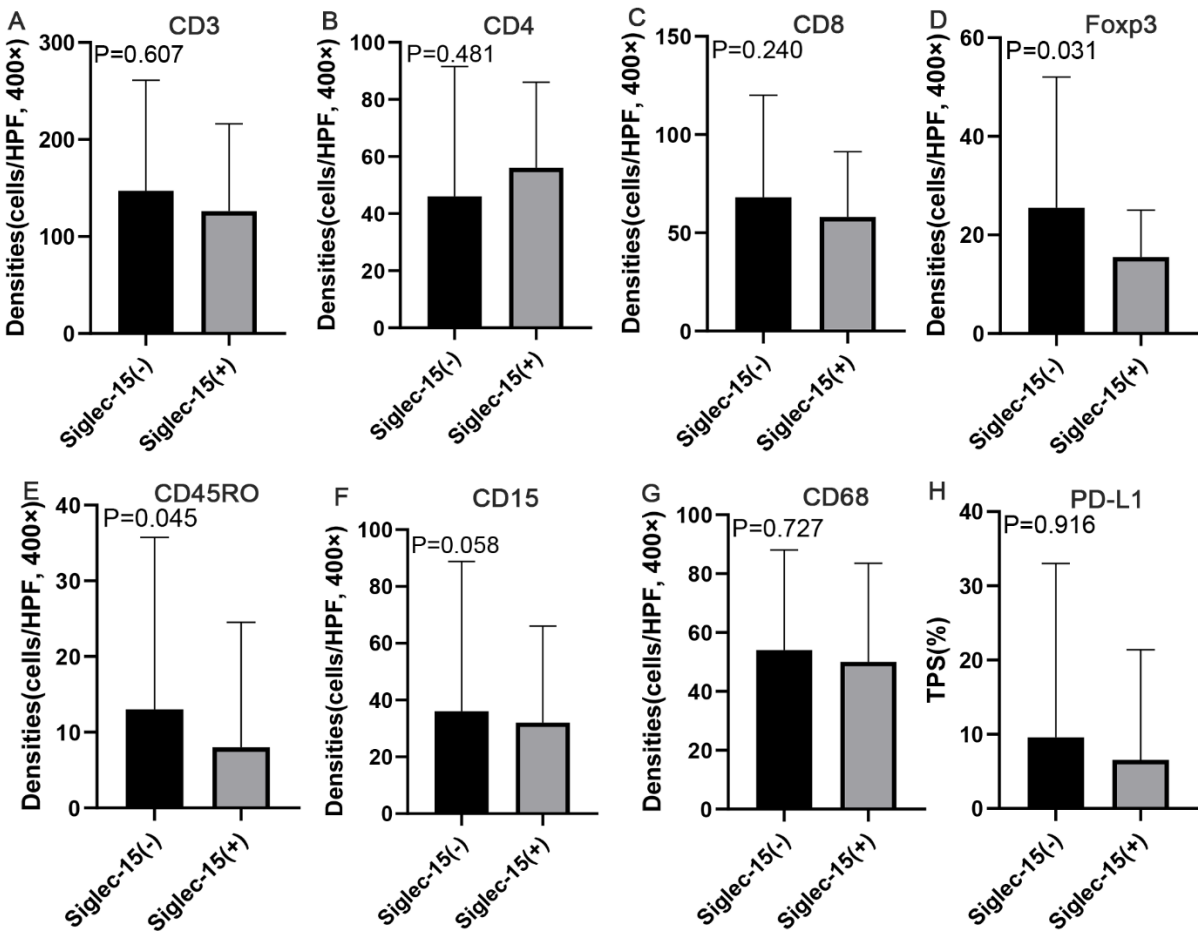 A
CD3
P=0.607
Densities(cells/HPF, 400×)
300
200
100
0
Siglec-15(-)
Siglec-15(+)
B
CD4
P=0.481
Densities(cells/HPF, 400×)
100
80
60
40
20
0
Siglec-15(-)
Siglec-15(+)
C
CD8
P=0.240
Densities(cells/HPF, 400×)
150
100
50
0
Siglec-15(-)
Siglec-15(+)
D
Foxp3
P=0.031
Densities(cells/HPF, 400×)
60
40
20
0
Siglec-15(-)
Siglec-15(+)
E
CD45RO
P=0.045
Densities(cells/HPF, 400×)
40
30
20
10
0
Siglec-15(-)
Siglec-15(+)
F
CD15
P=0.058
Densities(cells/HPF, 400×)
100
80
60
40
20
0
Siglec-15(-)
Siglec-15(+)
G
CD68
P=0.727
Densities(cells/HPF, 400×)
100
80
60
40
20
0
Siglec-15(-)
Siglec-15(+)
H
PD-L1
P=0.916
TPS(%)
40
30
20
10
0
Siglec-15(-)
Siglec-15(+)